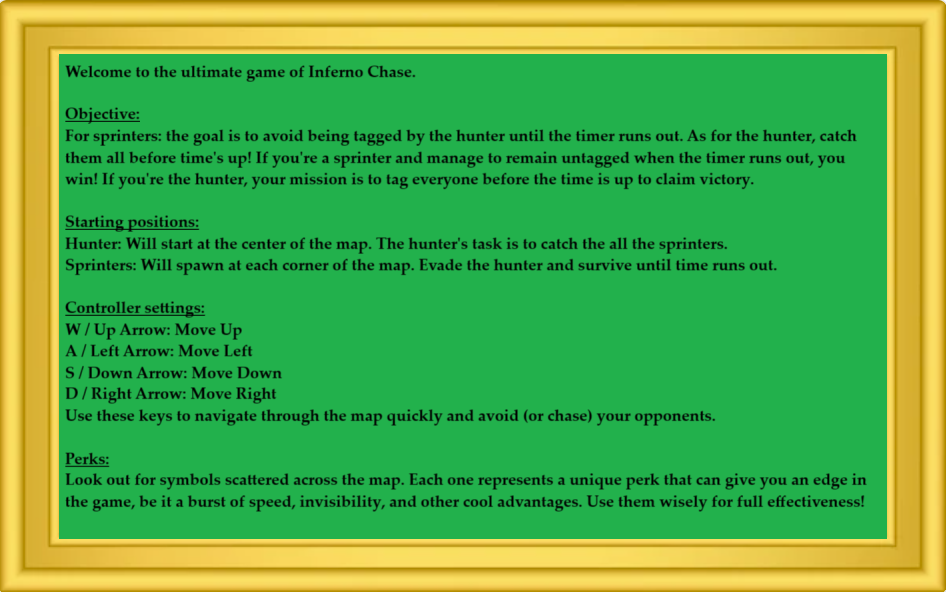 Welcome to the ultimate game of Inferno Chase.
Objective:
For sprinters: the goal is to avoid being tagged by the hunter until the timer runs out. As for the hunter, catch
them all before time's up! If you're a sprinter and manage to remain untagged when the timer runs out, you
win! If you're the hunter, your mission is to tag everyone before the time is up to claim victory.
Starting positions:
Hunter: Will start at the center of the map. The hunter's task is to catch the all the sprinters.
Sprinters: Will spawn at each corner of the map. Evade the hunter and survive until time runs out.
Controller settings:
W / Up Arrow: Move Up
A / Left Arrow: Move Left
S / Down Arrow: Move Down
D / Right Arrow: Move Right
Use these keys to navigate through the map quickly and avoid (or chase) your opponents.
Perks:
Look out for symbols scattered across the map. Each one represents a unique perk that can give you an edge in
the game, be it a burst of speed, invisibility, and other cool advantages. Use them wisely for full effectiveness!